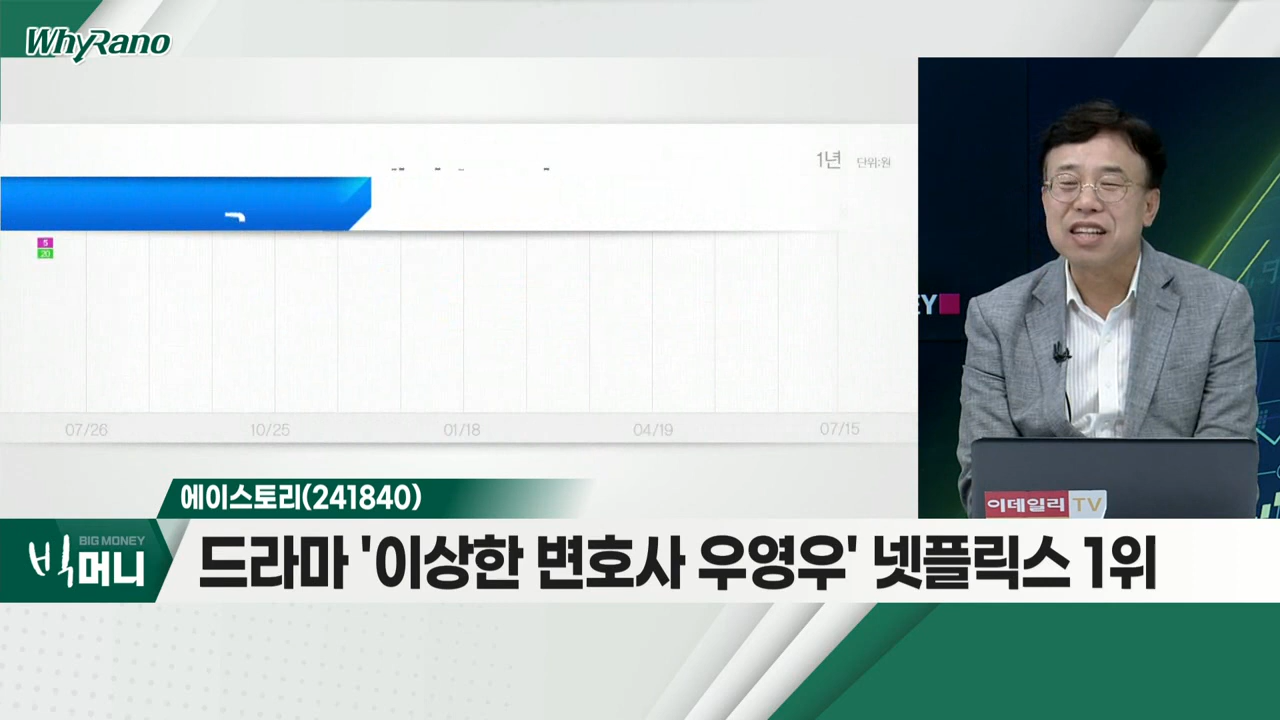 WhyRano
1년 단위:원
5
20
07/26 10/25 01/18 04/19 07/15
EY
이데일리 TV
에이스토리(241840)
BIG MONEY
빅머니
드라마 '이상한 변호사 우영우' 넷플릭스 1위